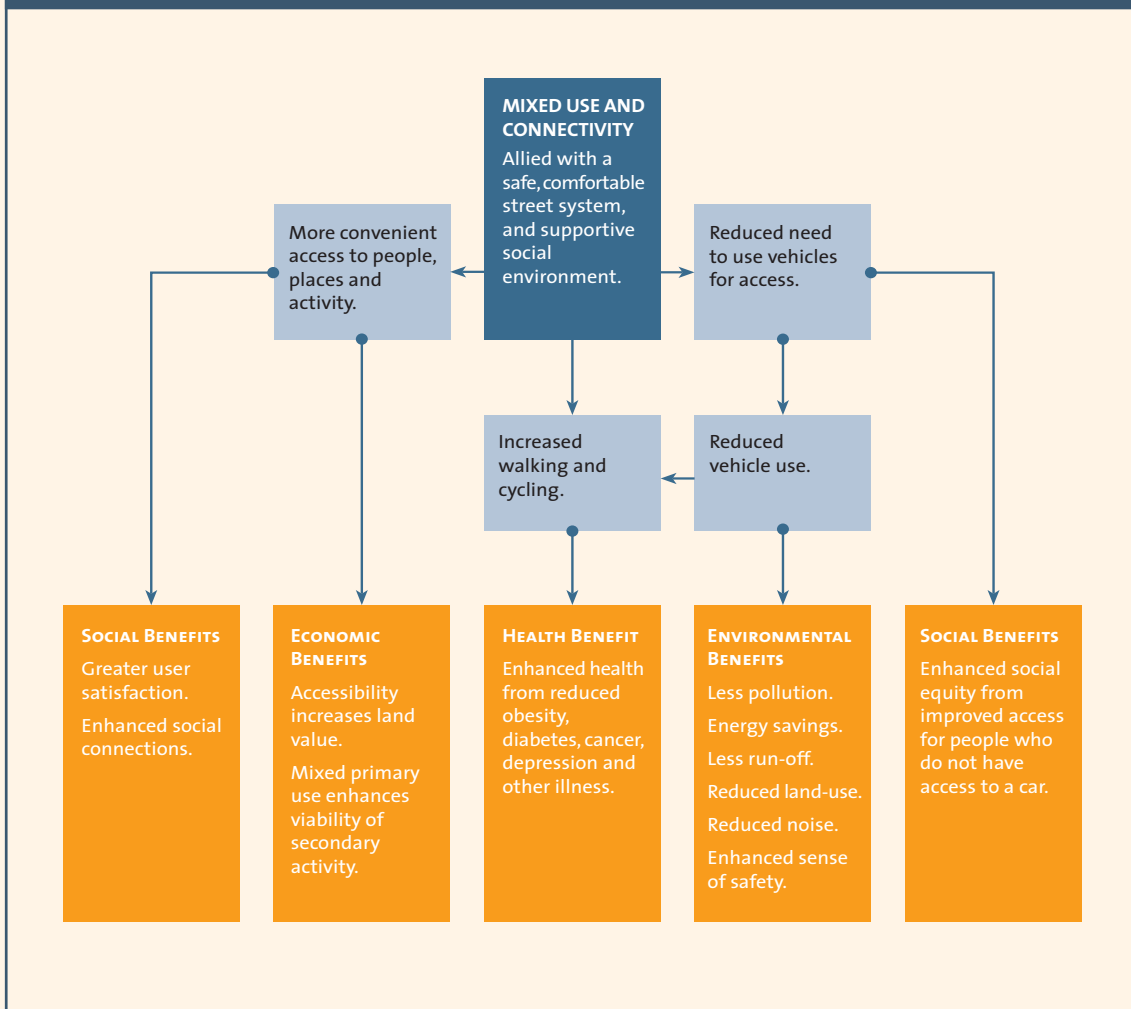 MIXED USE AND
CONNECTIVITY
Allied with a
safe, comfortable
street system,
and supportive
social
environment.
More convenient
access to people,
places and
activity.
Reduced need
to use vehicles
for access.
Increased
walking and
cycling.
Reduced
vehicle use.
SOCIAL BENEFITS
Greater user
satisfaction.
Enhanced social
connections.
ECONOMIC
BENEFITS
Accessibility
increases land
value.
Mixed primary
use enhances
viability of
secondary
activity.
HEALTH BENEFIT
Enhanced health
from reduced
obesity,
diabetes, cancer,
depression and
other illness.
ENVIRONMENTAL
BENEFITS
Less pollution.
Energy savings.
Less run-off.
Reduced land-use.
Reduced noise.
Enhanced sense
of safety.
SOCIAL BENEFITS
Enhanced social
equity from
improved access
for people who
do not have
access to a car.